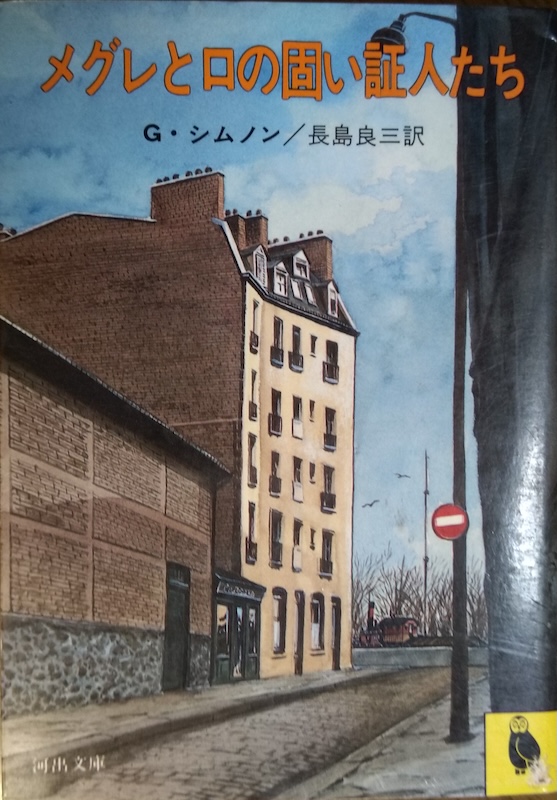 メグレと口の固い証人たち
G・シムノン／長島良三訳
河出文庫